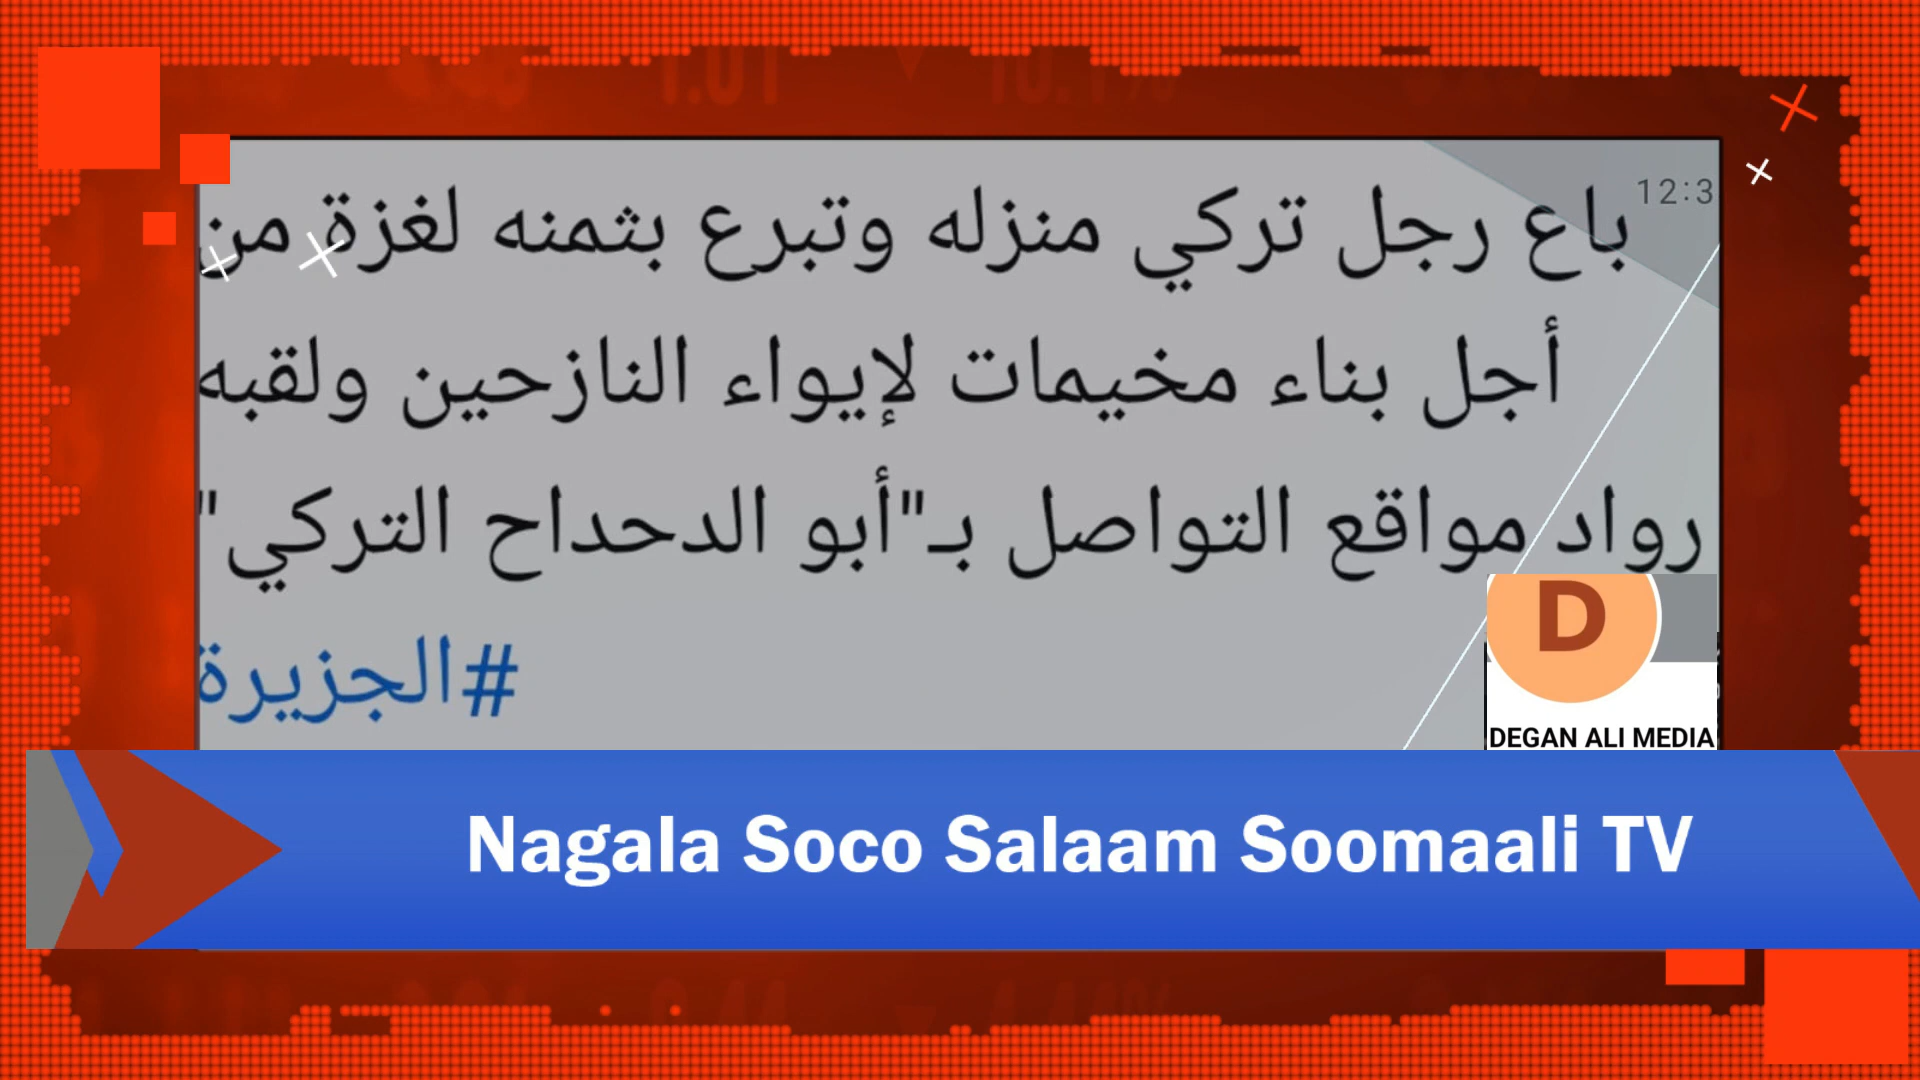 12:3
باع رجل تركي منزله وتبرع بثمنه لغزة من
أجل بناء مخيمات لإيواء النازحين ولقبه
رواد مواقع التواصل بـ"أبو الدحداح التركي"
#الجزيرة
D
DEGAN ALI MEDIA
Nagala Soco Salaam Soomaali TV